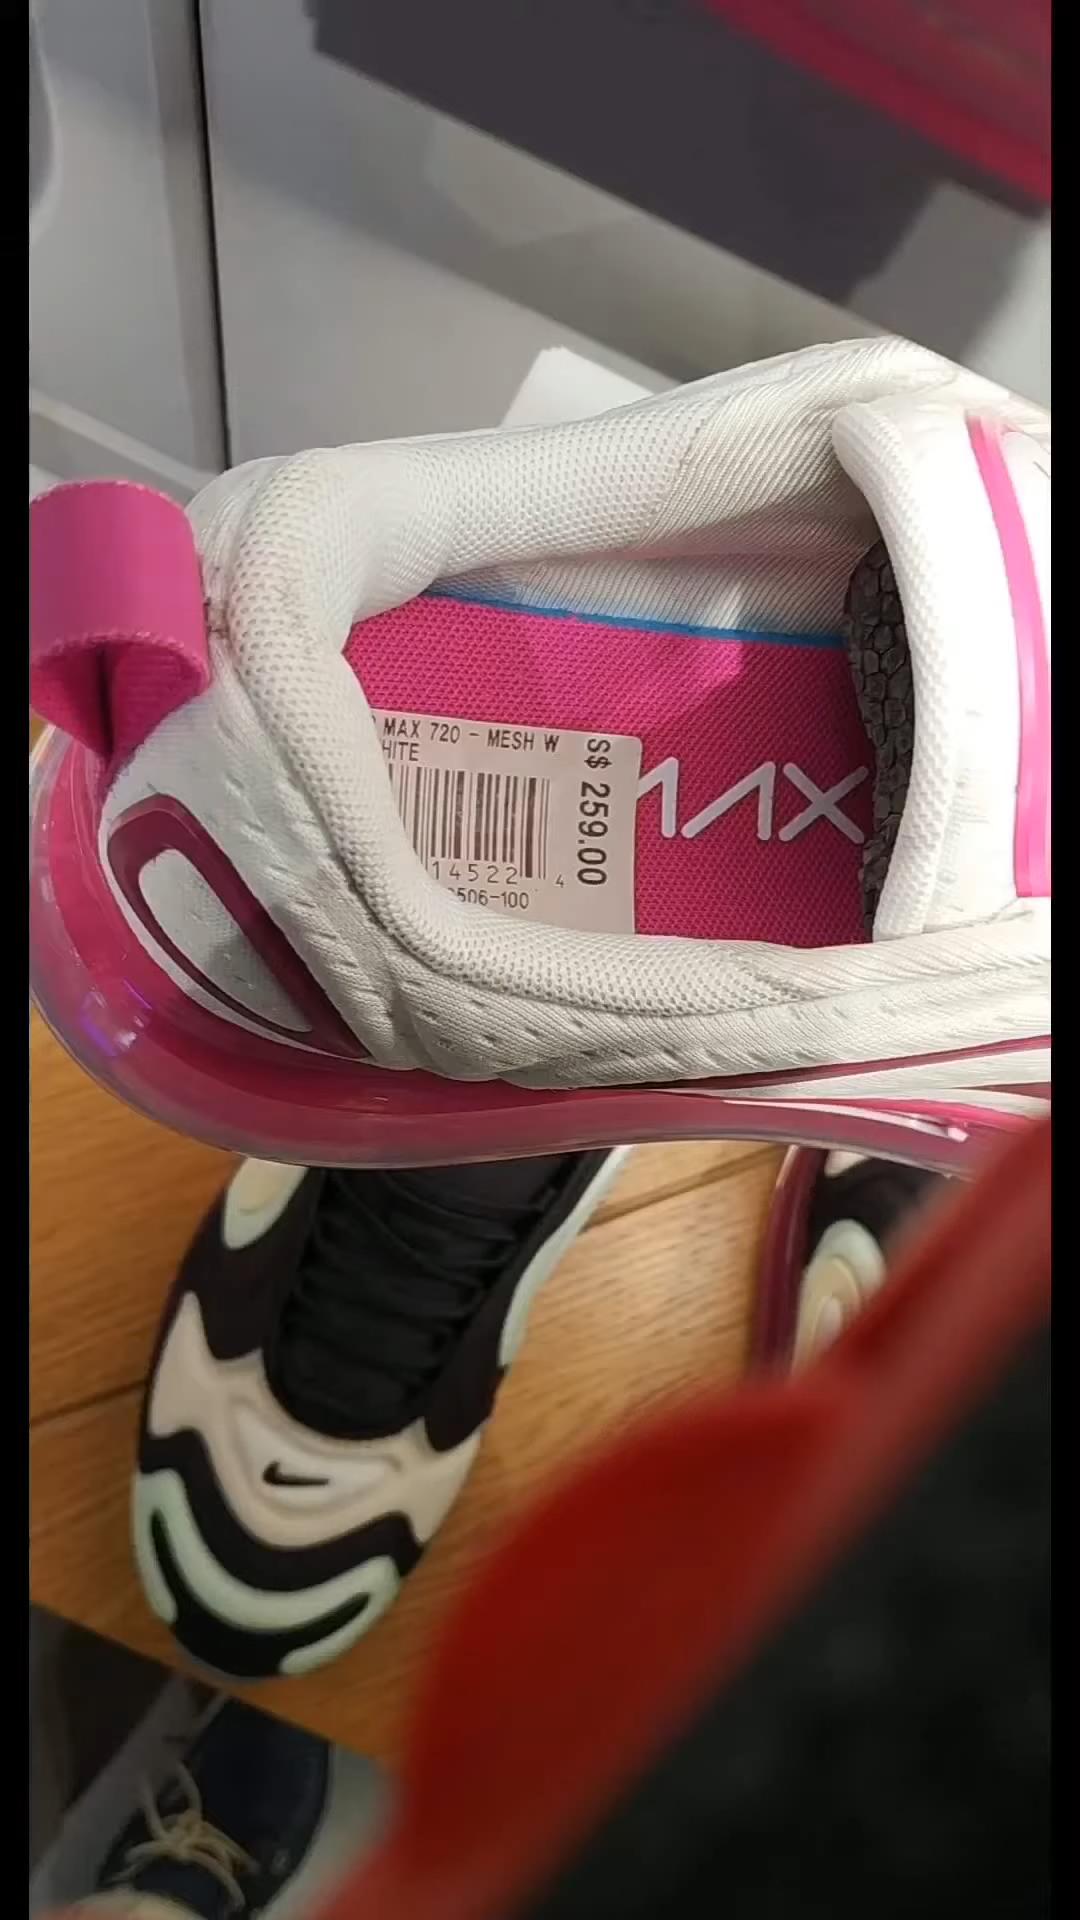 MAX 720 - MESH W
HITE
S$ 259.00
14522 4
506-100
MAX